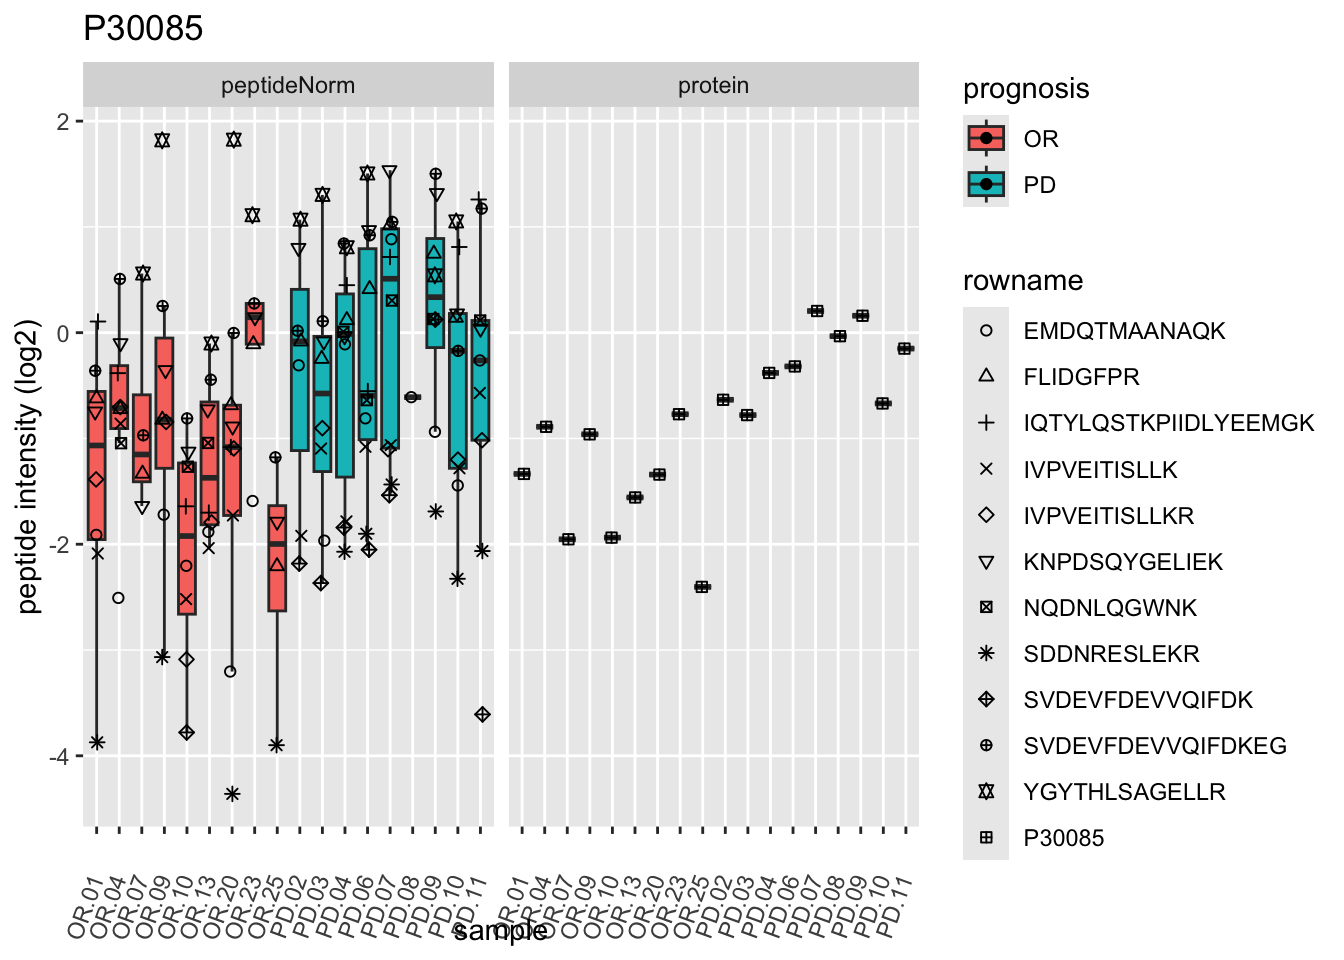 P30085
peptideNorm
protein
peptide intensity (log2)
2
0
-2
-4
OR.01
OR.04
OR.07
OR.09
OR.10
OR.13
OR.20
OR.23
OR.25
PD.02
PD.03
PD.04
PD.06
PD.07
PD.08
PD.09
PD.10
PD.11
OR.01
OR.04
OR.07
OR.09
OR.10
OR.13
OR.20
OR.23
OR.25
PD.02
PD.03
PD.04
PD.06
PD.07
PD.08
PD.09
PD.10
PD.11
sample
prognosis
OR
PD
rowname
EMDQTMAANAQK
FLIDGFPR
IQTYLQSTKPIIDLYEEMGK
IVPVEITISLLK
IVPVEITISLLKR
KNPDSQYGELIEK
NQDNLQGWNK
SDDNRESLEKR
SVDEVFDEVVQIFDK
SVDEVFDEVVQIFDKEG
YGYTHLSAGELLR
P30085